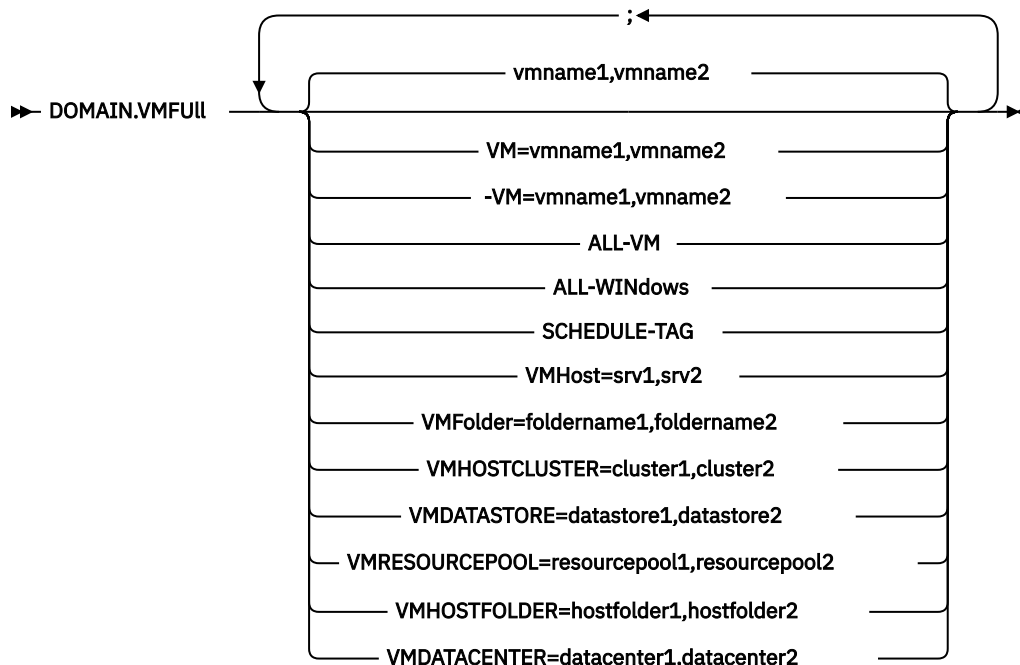 ;
vmname1,vmname2
DOMAIN.VMFUll
VM=vmname1,vmname2
-VM=vmname1,vmname2
ALL-VM
ALL-WINdows
SCHEDULE-TAG
VMHost=srv1,srv2
VMFolder=foldername1,foldername2
VMHOSTCLUSTER=cluster1,cluster2
VMDATASTORE=datastore1,datastore2
VMRESOURCEPOOL=resourcepool1,resourcepool2
VMHOSTFOLDER=hostfolder1,hostfolder2
VMDATACENTER=datacenter1,datacenter2